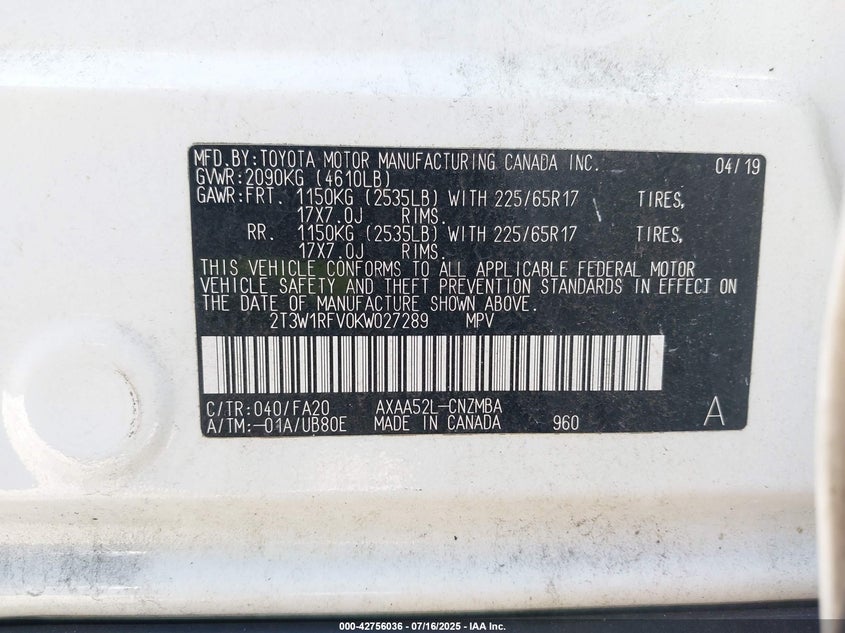 MFD.BY:TOYOTA MOTOR MANUFACTURING CANADA INC. 04/19
GVWR:2090KG (4610LB)
GAWR:FRT. 1150KG (2535LB) WITH 225/65R17 TIRES,
17X7.0J RIMS.
RR. 1150KG (2535LB) WITH 225/65R17 TIRES,
17X7.0J RIMS.
THIS VEHICLE CONFORMS TO ALL APPLICABLE FEDERAL MOTOR
VEHICLE SAFETY AND THEFT PREVENTION STANDARDS IN EFFECT ON
THE DATE OF MANUFACTURE SHOWN ABOVE.
2T3W1RFV0KW027289 MPV
C/TR:040/FA20 AXAA52L-CNZMBA
A/TM:-01A/UB80E MADE IN CANADA 960 A
000-42756036 - 07/16/2025 - IAA Inc.